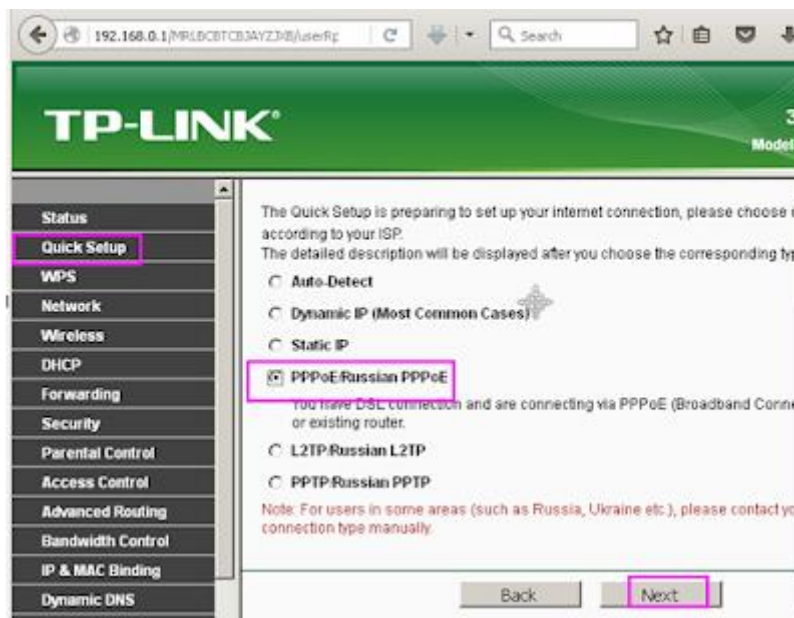 192.168.0.1/MRLBCBTCBJAYZJXB/userRp
Search
TP-LINK®
3
Model
Status
Quick Setup
WPS
Network
Wireless
DHCP
Forwarding
Security
Parental Control
Access Control
Advanced Routing
Bandwidth Control
IP & MAC Binding
Dynamic DNS
The Quick Setup is preparing to set up your internet connection, please choose
according to your ISP.
The detailed description will be displayed after you choose the corresponding typ
Auto-Detect
Dynamic IP (Most Common Cases)
Static IP
PPPoE/Russian PPPoE
You have DSL connection and are connecting via PPPoE (Broadband Conne
or existing router.
L2TP/Russian L2TP
PPTP/Russian PPTP
Note: For users in some areas (such as Russia, Ukraine etc.), please contact yo
connection type manually.
Back
Next